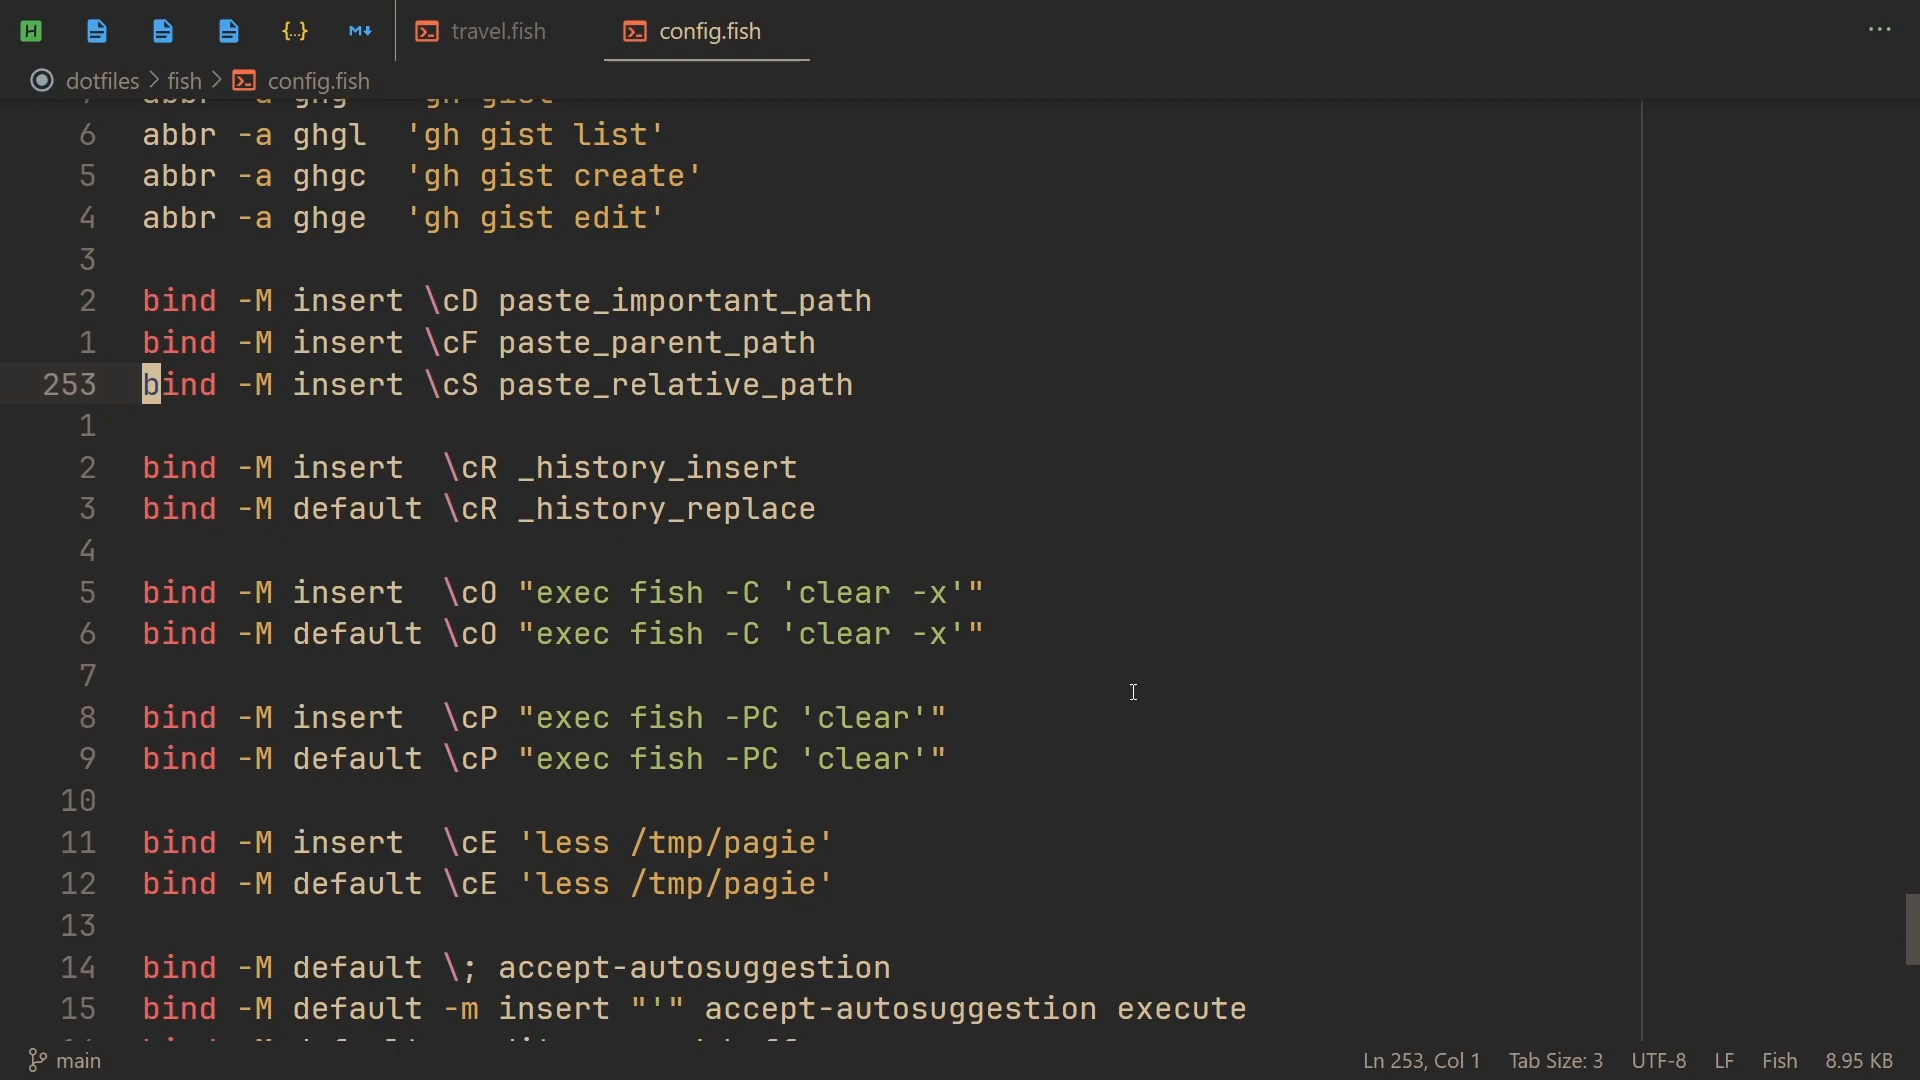 H {..} M↓ travel.fish config.fish ...
dotfiles > fish > config.fish
6 abbr -a ghgl 'gh gist list'
5 abbr -a ghgc 'gh gist create'
4 abbr -a ghge 'gh gist edit'
3
2 bind -M insert \cD paste_important_path
1 bind -M insert \cF paste_parent_path
253 bind -M insert \cS paste_relative_path
1
2 bind -M insert  \cR _history_insert
3 bind -M default \cR _history_replace
4
5 bind -M insert  \cO "exec fish -C 'clear -x'"
6 bind -M default \cO "exec fish -C 'clear -x'"
7
8 bind -M insert  \cP "exec fish -PC 'clear'"
9 bind -M default \cP "exec fish -PC 'clear'"
10
11 bind -M insert  \cE 'less /tmp/pagie'
12 bind -M default \cE 'less /tmp/pagie'
13
14 bind -M default \; accept-autosuggestion
15 bind -M default -m insert "'" accept-autosuggestion execute
main Ln 253, Col 1 Tab Size: 3 UTF-8 LF Fish 8.95 KB